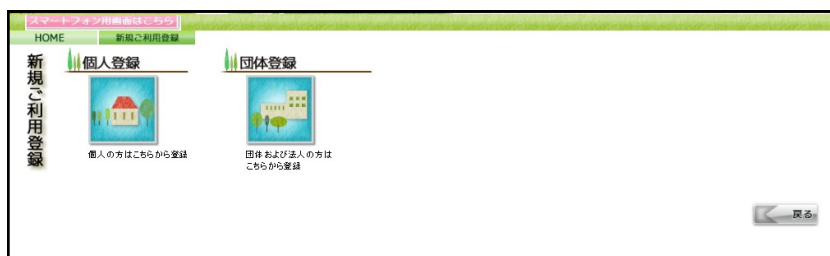 スマートフォン用画面はこちら
HOME
新規ご利用登録
新規ご利用登録
個人登録
団体登録
個人の方はこちらから登録
団体および法人の方は
こちらから登録
戻る